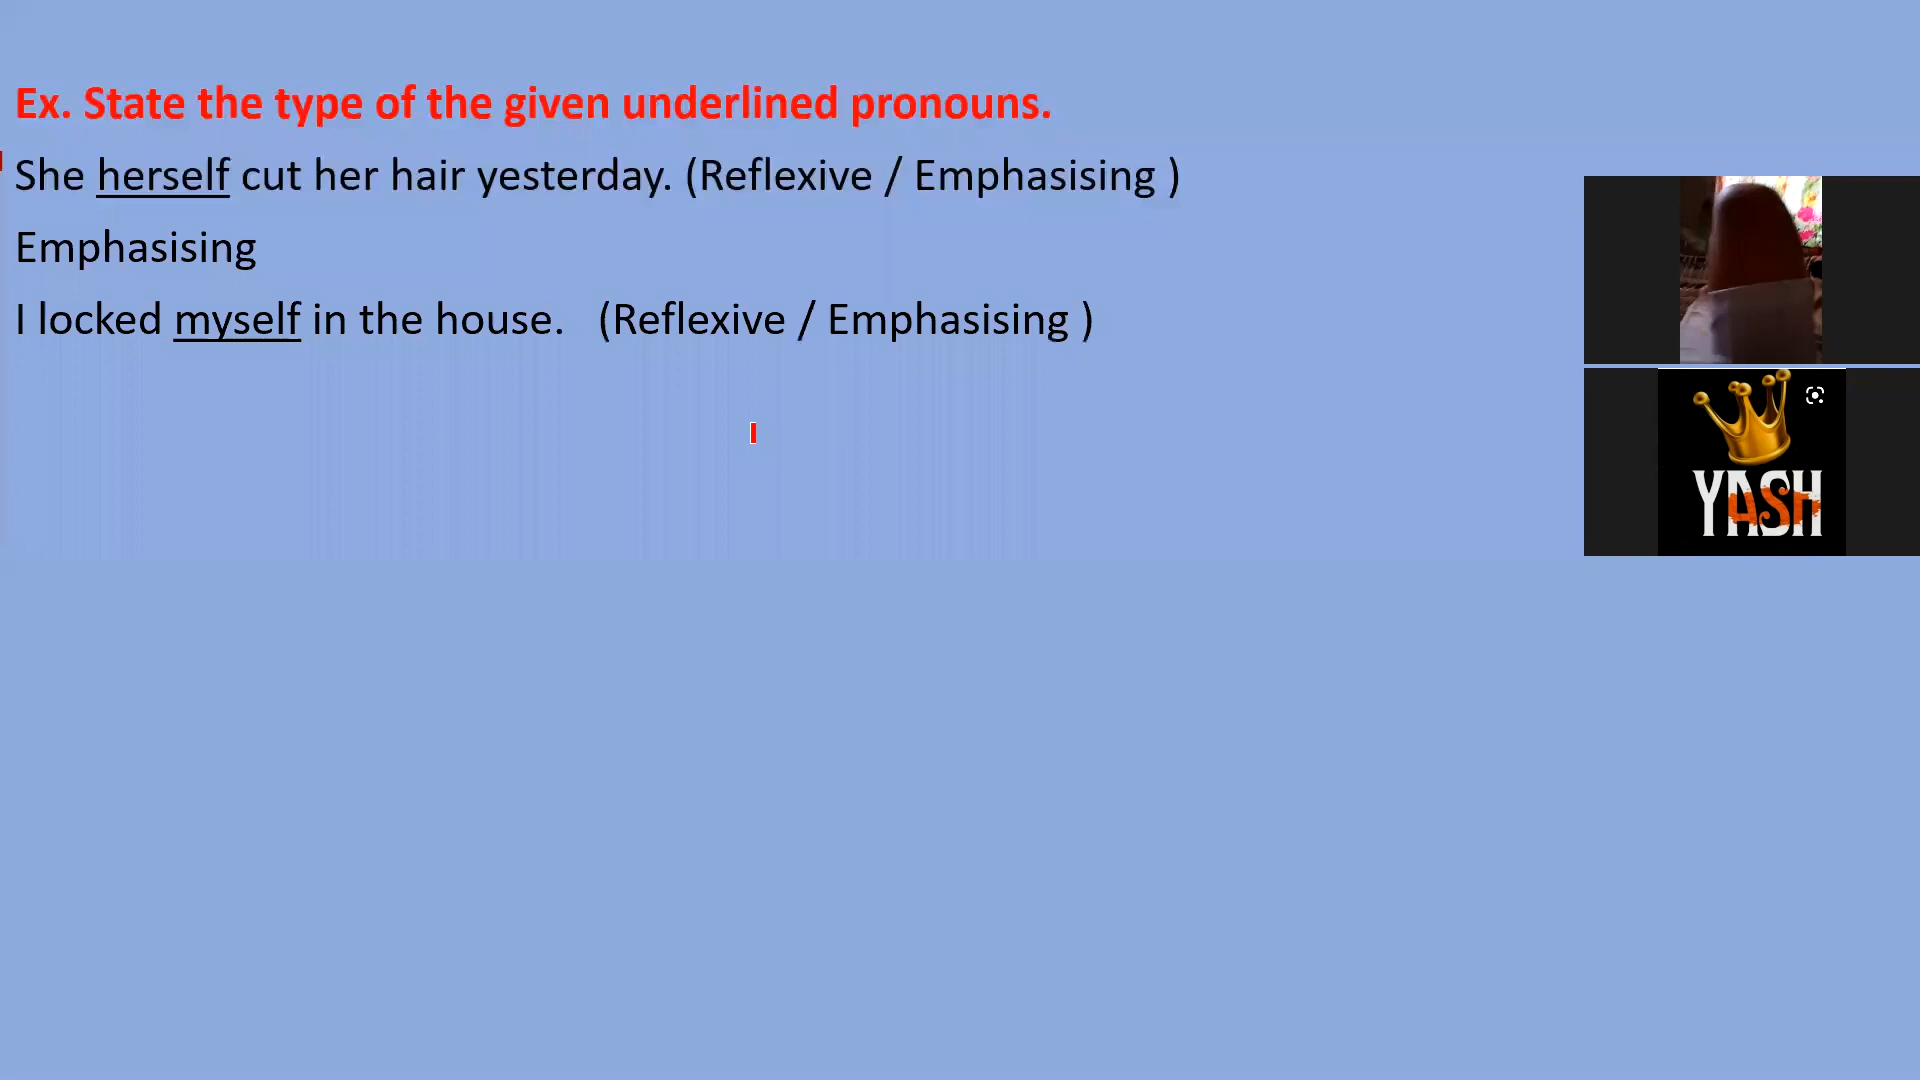 Ex. State the type of the given underlined pronouns.
She herself cut her hair yesterday. (Reflexive / Emphasising )
Emphasising
I locked myself in the house. (Reflexive / Emphasising )
YASH